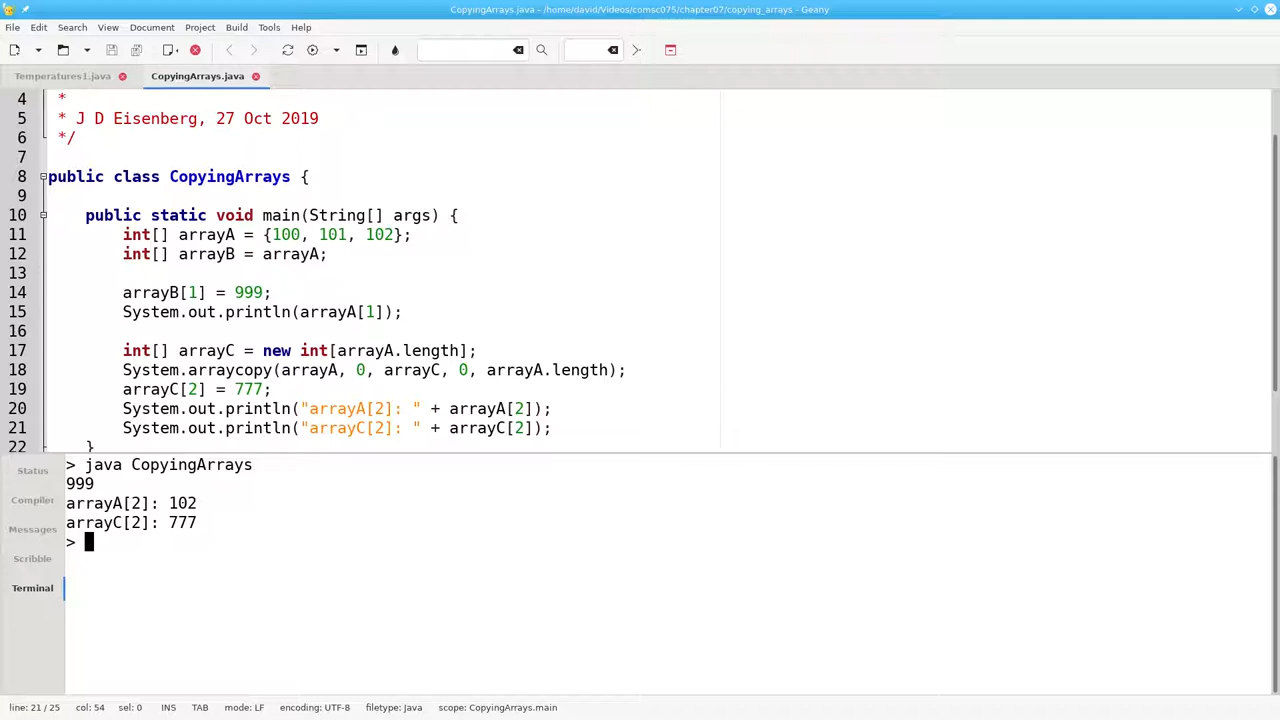 CopyingArrays.java - /home/david/Videos/comsc075/chapter07/copying_arrays - Geany
File Edit Search View Document Project Build Tools Help
Temperatures1.java CopyingArrays.java
4 *
5 * J D Eisenberg, 27 Oct 2019
6 */
7
8 public class CopyingArrays {
9
10 public static void main(String[] args) {
11 int[] arrayA = {100, 101, 102};
12 int[] arrayB = arrayA;
13
14 arrayB[1] = 999;
15 System.out.println(arrayA[1]);
16
17 int[] arrayC = new int[arrayA.length];
18 System.arraycopy(arrayA, 0, arrayC, 0, arrayA.length);
19 arrayC[2] = 777;
20 System.out.println("arrayA[2]: " + arrayA[2]);
21 System.out.println("arrayC[2]: " + arrayC[2]);
22 }
Status
Compiler
Messages
Scribble
Terminal
> java CopyingArrays
999
arrayA[2]: 102
arrayC[2]: 777
>
line: 21 / 25 col: 54 sel: 0 INS TAB mode: LF encoding: UTF-8 filetype: Java scope: CopyingArrays.main